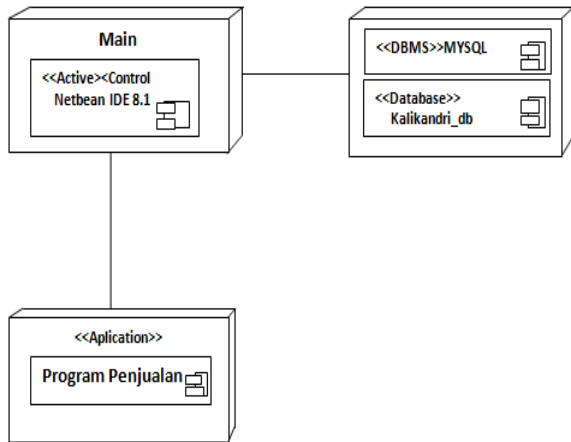 Main
<<Active><Control
Netbean IDE 8.1
<<DBMS>>MYSQL
<<Database>>
Kalikandri_db
<<Aplication>>
Program Penjualan